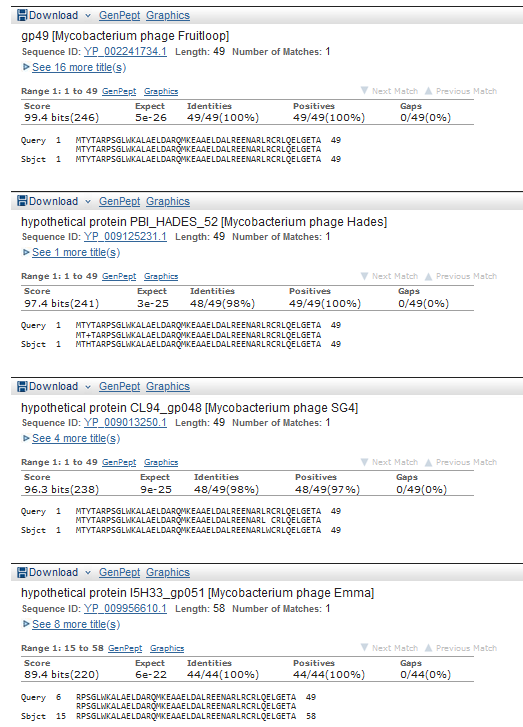 Download GenPept Graphics
gp49 [Mycobacterium phage Fruitloop]
Sequence ID: YP_002241734.1 Length: 49 Number of Matches: 1
See 16 more title(s)
Range 1: 1 to 49 GenPept Graphics Next Match Previous Match
Score Expect Identities Positives Gaps
99.4 bits(246) 5e-26 49/49(100%) 49/49(100%) 0/49(0%)
Query 1 MTYTARPSGLWKALAELDARQMKEAAELDALREENARLRCRLQELGETA 49
MTYTARPSGLWKALAELDARQMKEAAELDALREENARLRCRLQELGETA
Sbjct 1 MTYTARPSGLWKALAELDARQMKEAAELDALREENARLRCRLQELGETA 49
Download GenPept Graphics
hypothetical protein PBI_HADES_52 [Mycobacterium phage Hades]
Sequence ID: YP_009125231.1 Length: 49 Number of Matches: 1
See 1 more title(s)
Range 1: 1 to 49 GenPept Graphics Next Match Previous Match
Score Expect Identities Positives Gaps
97.4 bits(241) 3e-25 48/49(98%) 49/49(100%) 0/49(0%)
Query 1 MTYTARPSGLWKALAELDARQMKEAAELDALREENARLRCRLQELGETA 49
MT+TARPSGLWKALAELDARQMKEAAELDALREENARLRCRLQELGETA
Sbjct 1 MTHTARPSGLWKALAELDARQMKEAAELDALREENARLRCRLQELGETA 49
Download GenPept Graphics
hypothetical protein CL94_gp048 [Mycobacterium phage SG4]
Sequence ID: YP_009013250.1 Length: 49 Number of Matches: 1
See 4 more title(s)
Range 1: 1 to 49 GenPept Graphics Next Match Previous Match
Score Expect Identities Positives Gaps
96.3 bits(238) 9e-25 48/49(98%) 48/49(97%) 0/49(0%)
Query 1 MTYTARPSGLWKALAELDARQMKEAAELDALREENARLRCRLQELGETA 49
MTYTARPSGLWKALAELDARQMKEAAELDALREENARL CRLQELGETA
Sbjct 1 MTYTARPSGLWKALAELDARQMKEAAELDALREENARLWCRLQELGETA 49
Download GenPept Graphics
hypothetical protein I5H33_gp051 [Mycobacterium phage Emma]
Sequence ID: YP_009956610.1 Length: 58 Number of Matches: 1
See 8 more title(s)
Range 1: 15 to 58 GenPept Graphics Next Match Previous Match
Score Expect Identities Positives Gaps
89.4 bits(220) 6e-22 44/44(100%) 44/44(100%) 0/44(0%)
Query 6 RPSGLWKALAELDARQMKEAAELDALREENARLRCRLQELGETA 49
RPSGLWKALAELDARQMKEAAELDALREENARLRCRLQELGETA
Sbjct 15 RPSGLWKALAELDARQMKEAAELDALREENARLRCRLQELGETA 58